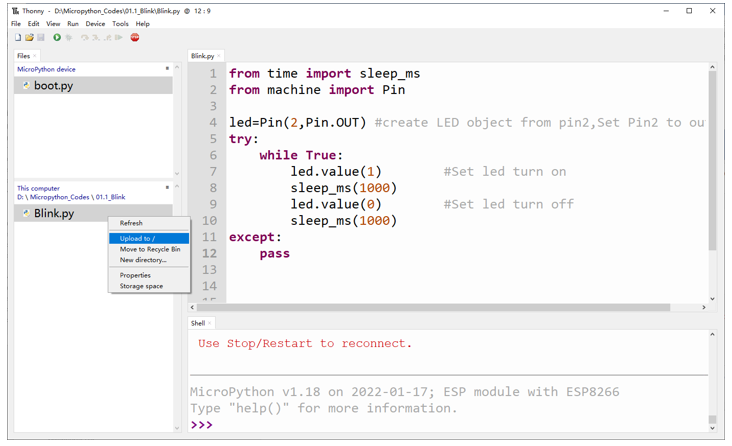 Thonny - D:\Micropython_Codes\01.1_Blink\Blink.py @ 12 : 9
File Edit View Run Device Tools Help
STOP
Files
MicroPython device
boot.py
This computer
D: \ Micropython_Codes \ 01.1_Blink
Blink.py
Refresh
Upload to /
Move to Recycle Bin
New directory...
Properties
Storage space
Blink.py
1 from time import sleep_ms
2 from machine import Pin
3
4 led=Pin(2,Pin.OUT) #create LED object from pin2,Set Pin2 to ou
5 try:
6 while True:
7 led.value(1) #Set led turn on
8 sleep_ms(1000)
9 led.value(0) #Set led turn off
10 sleep_ms(1000)
11 except:
12 pass
13
14
15
Shell
Use Stop/Restart to reconnect.
MicroPython v1.18 on 2022-01-17; ESP module with ESP8266
Type "help()" for more information.
>>>